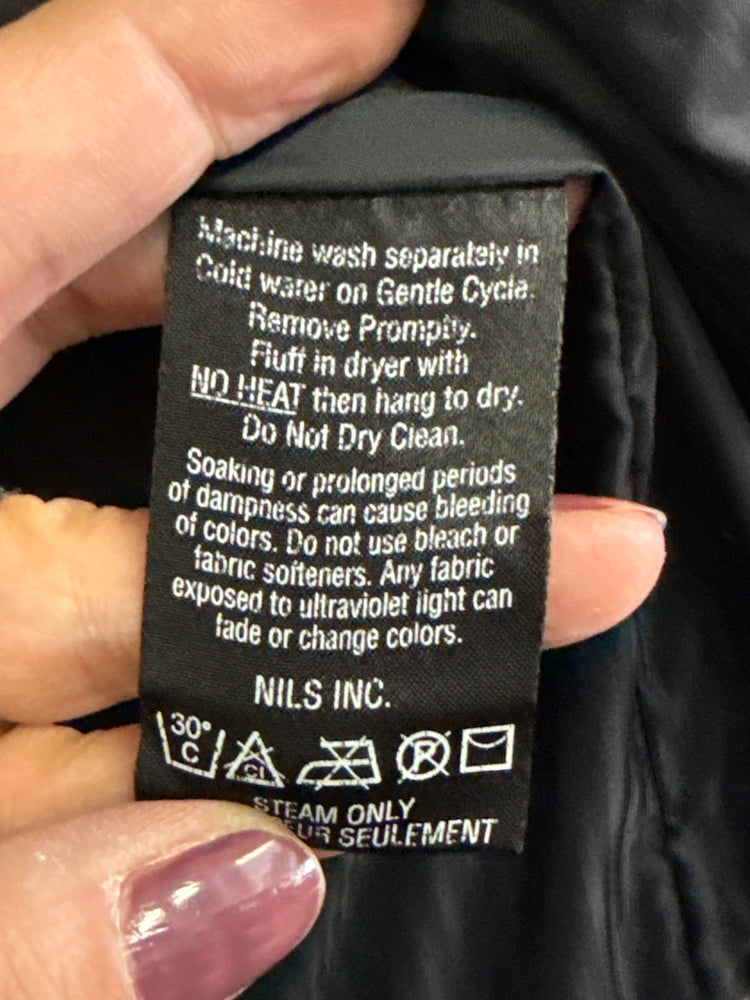 Machine wash separately in
Cold water on Gentle Cycle.
Remove Promptly.
Fluff in dryer with
NO HEAT then hang to dry.
Do Not Dry Clean.
Soaking or prolonged periods
of dampness can cause bleeding
of colors. Do not use bleach or
fabric softeners. Any fabric
exposed to ultraviolet light can
fade or change colors.
NILS INC.
30° C Cl R
STEAM ONLY
SEULEMENT